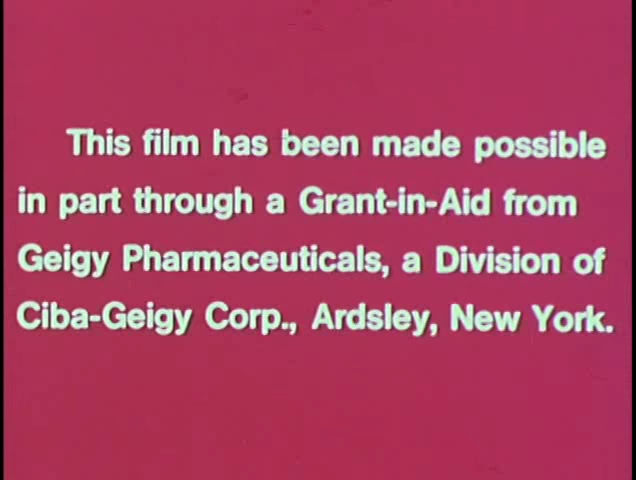 This film has been made possible
in part through a Grant-in-Aid from
Geigy Pharmaceuticals, a Division of
Ciba-Geigy Corp., Ardsley, New York.